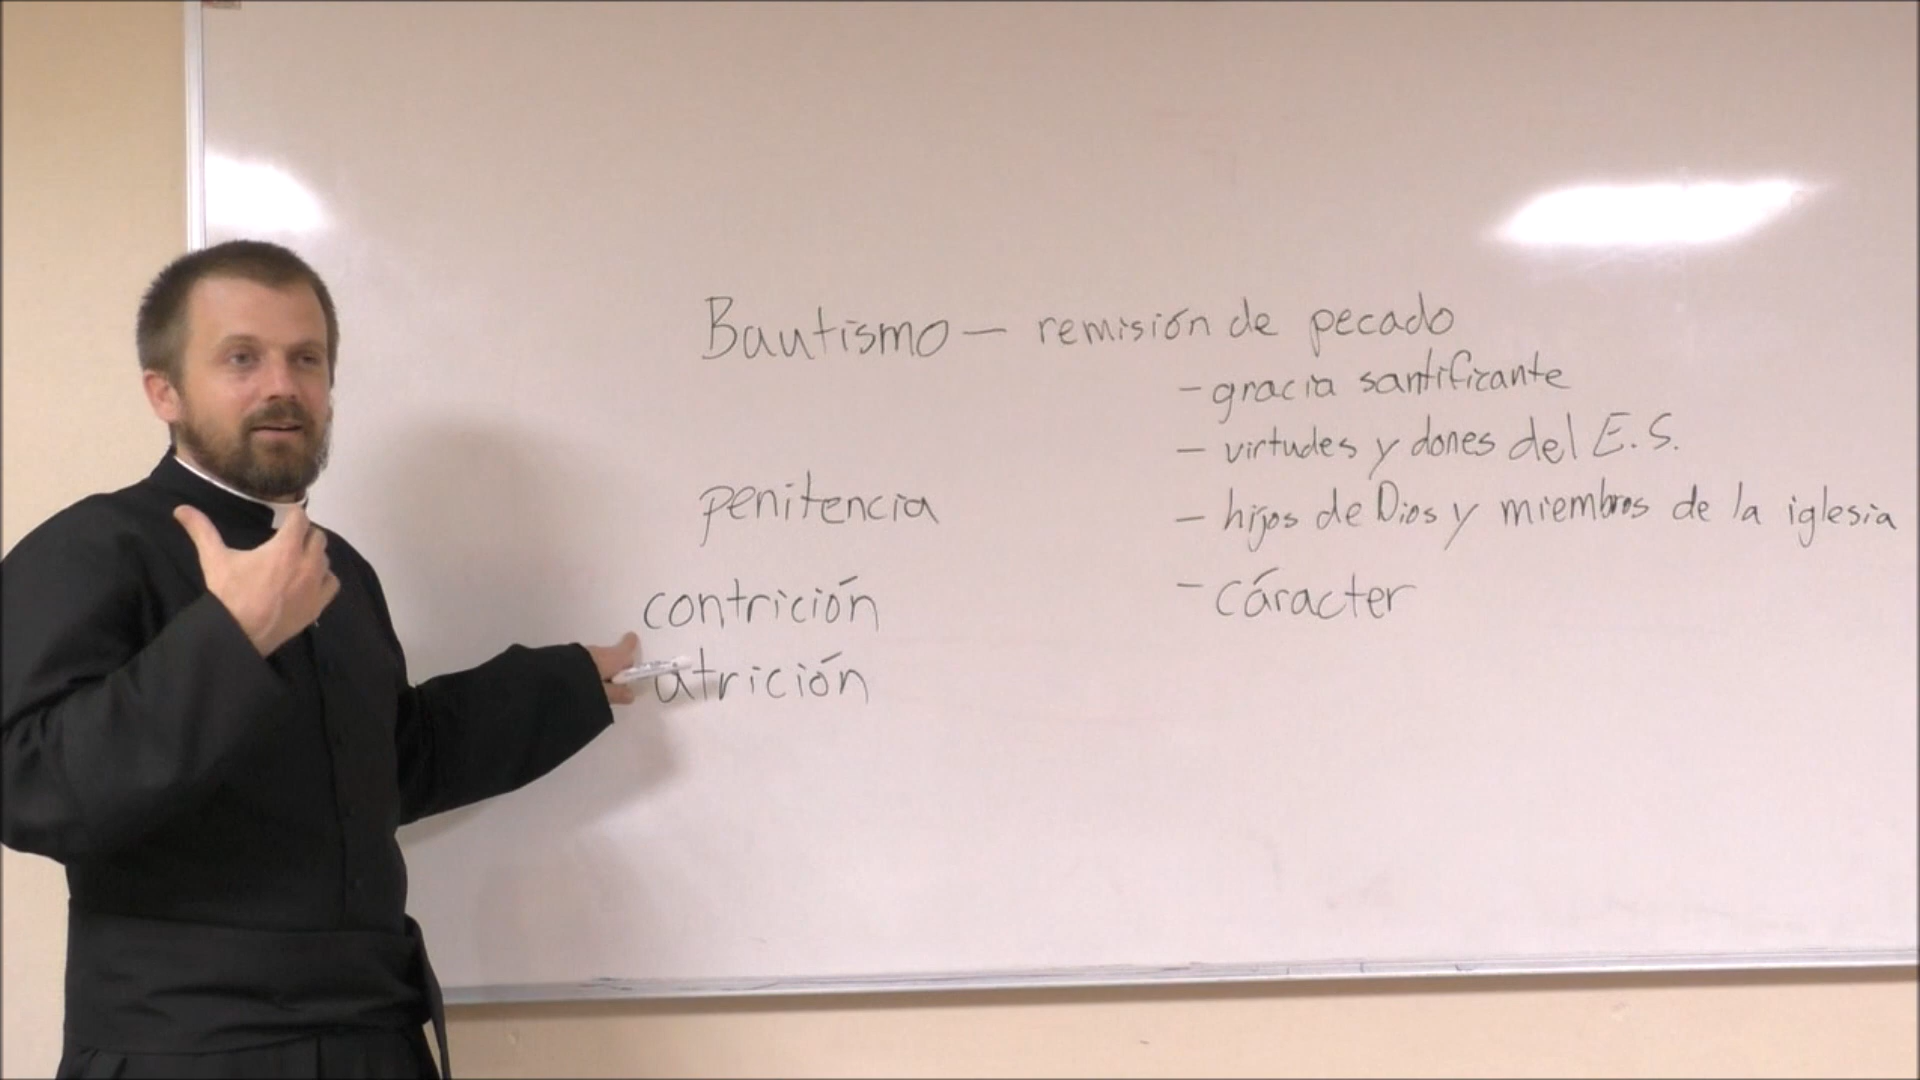 Bautismo — remisión de pecado
- gracia santificante
- virtudes y dones del E.S.
- hijos de Dios y miembros de la iglesia
- cáracter
penitencia
contrición
atrición